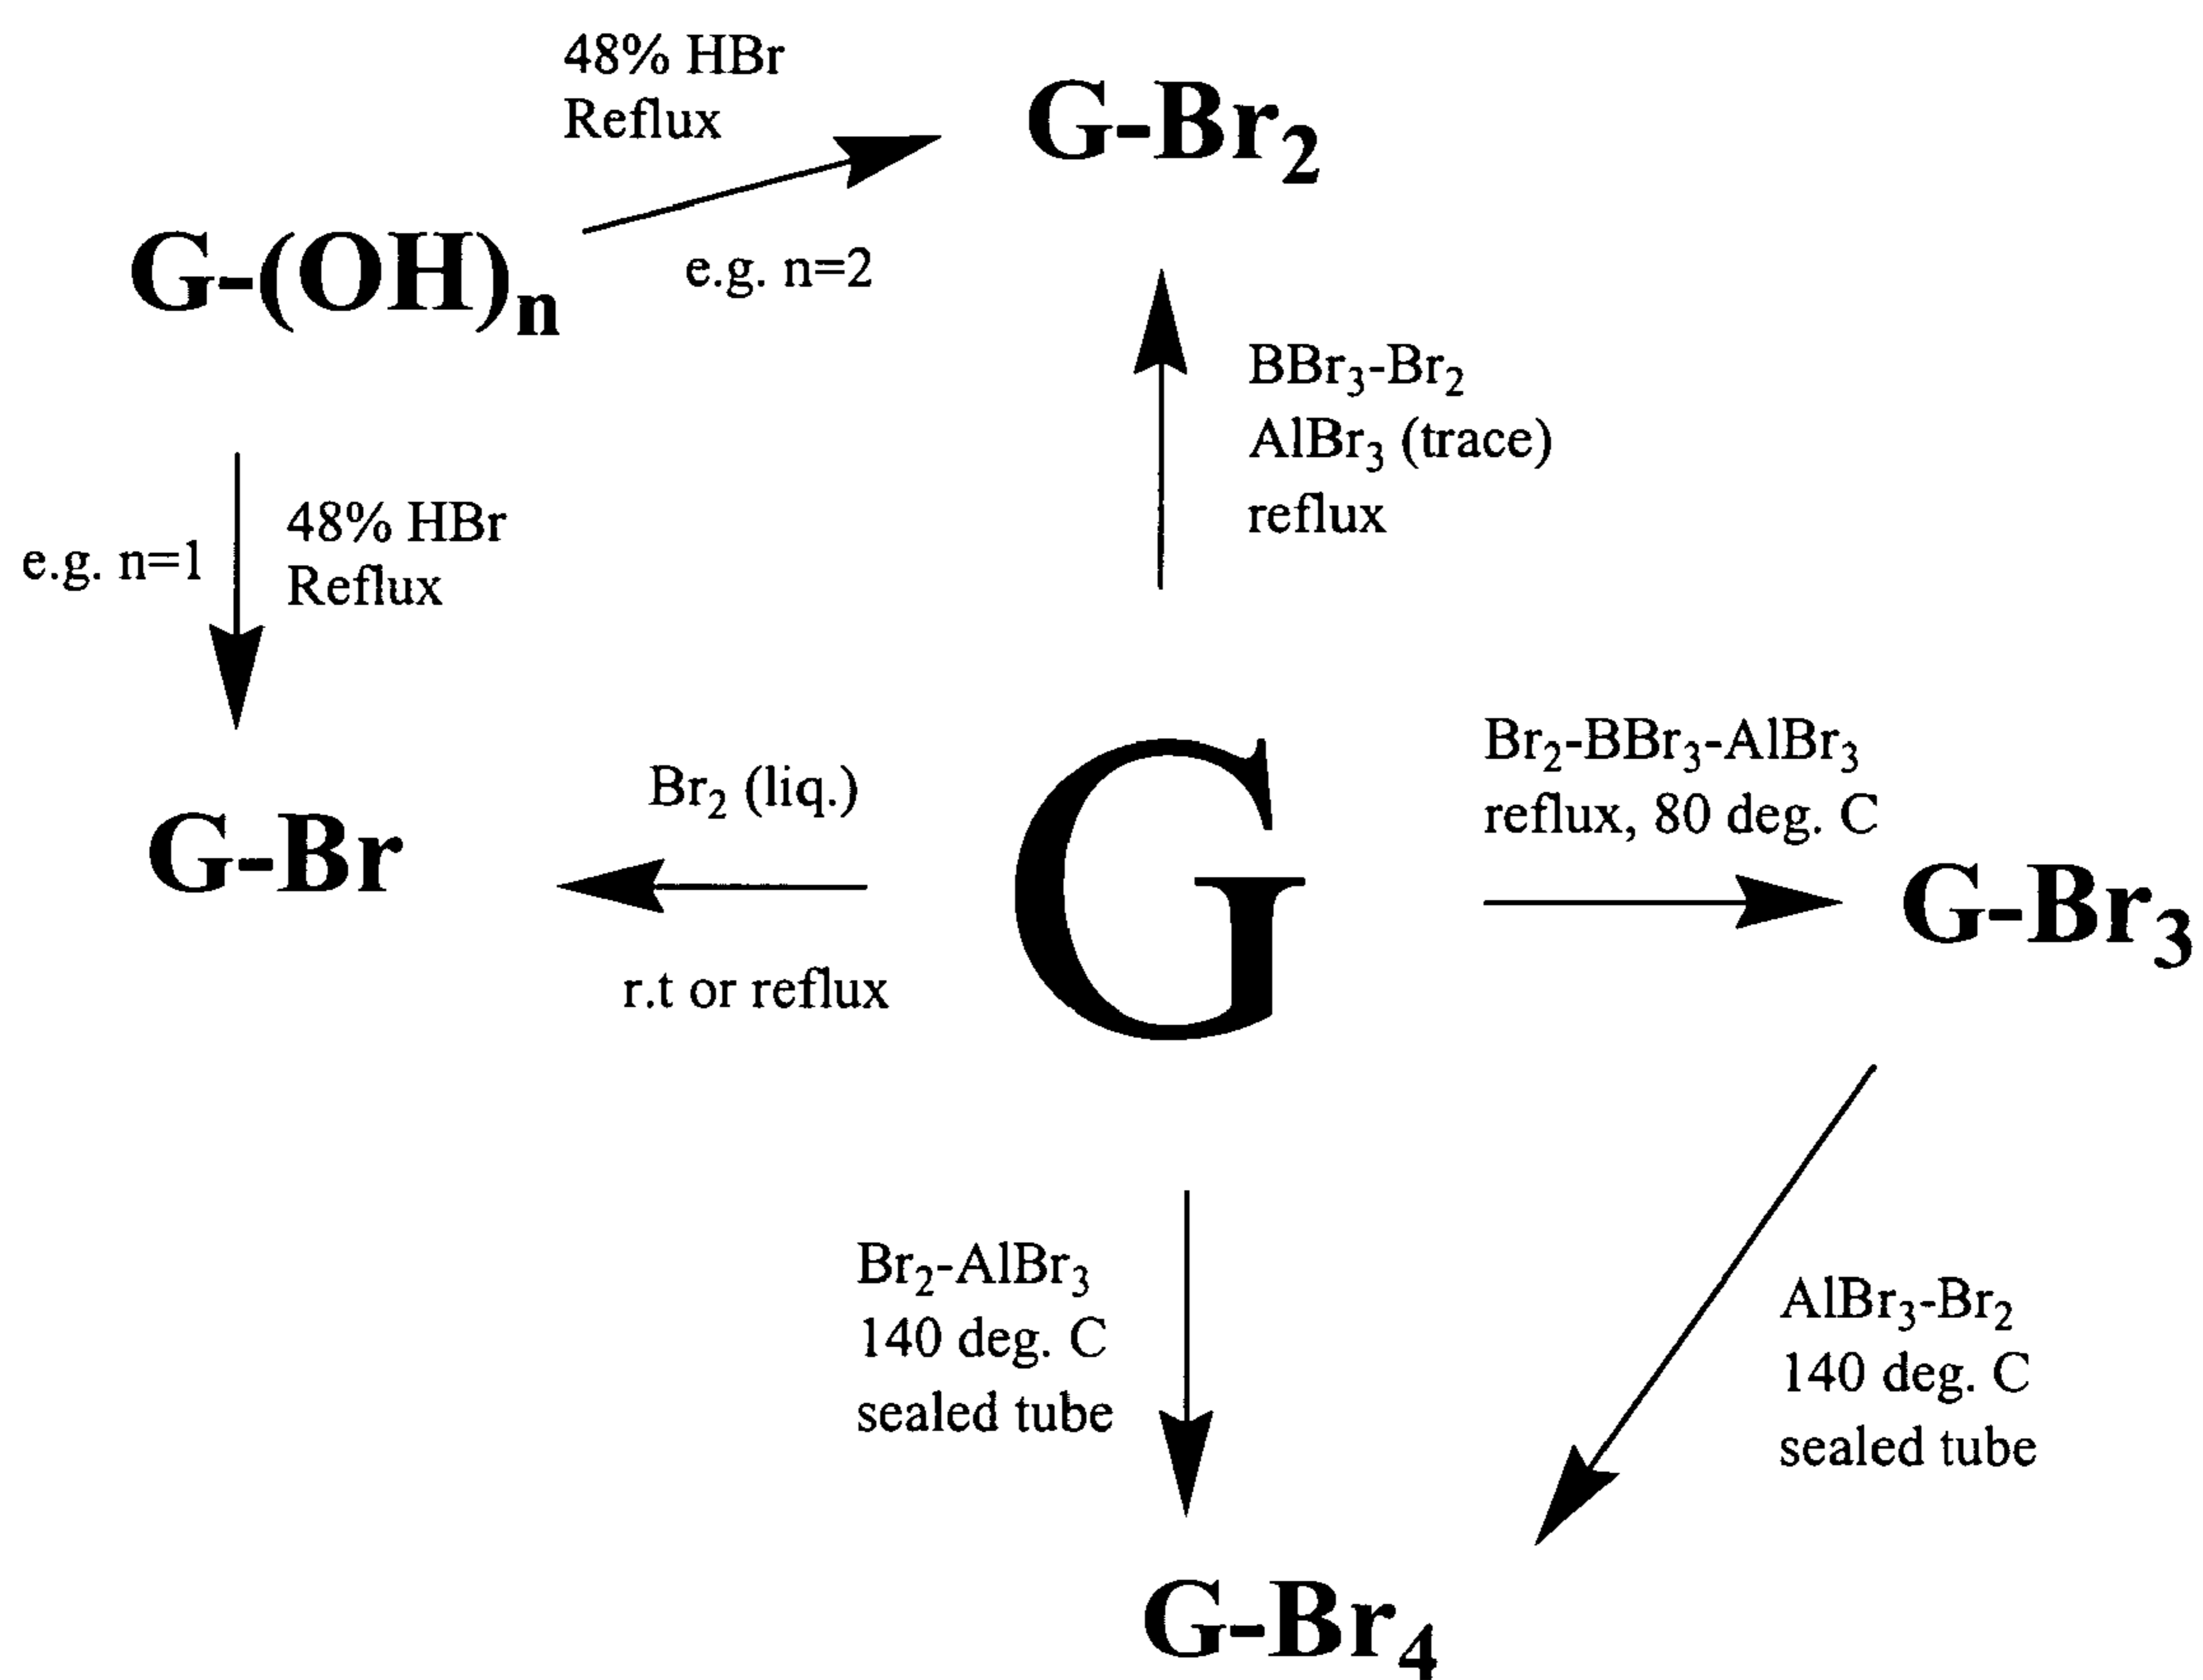 48% HBr
Reflux
G-Br₂
G-(OH)ₙ
e.g. n=2
BBr₃-Br₂
AlBr₃ (trace)
reflux
e.g. n=1
48% HBr
Reflux
Br₂-BBr₃-AlBr₃
reflux, 80 deg. C
Br₂ (liq.)
G-Br
G
G-Br₃
r.t or reflux
Br₂-AlBr₃
140 deg. C
sealed tube
AlBr₃-Br₂
140 deg. C
sealed tube
G-Br₄